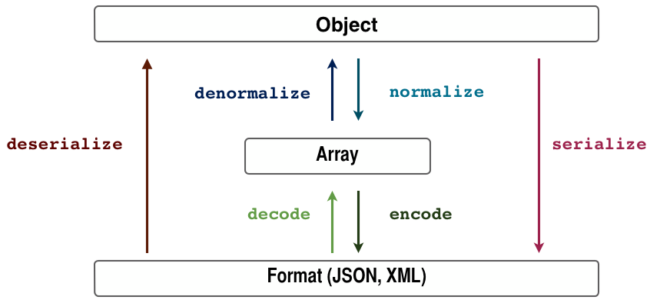 Object
denormalize
normalize
deserialize
Array
serialize
decode
encode
Format (JSON, XML)